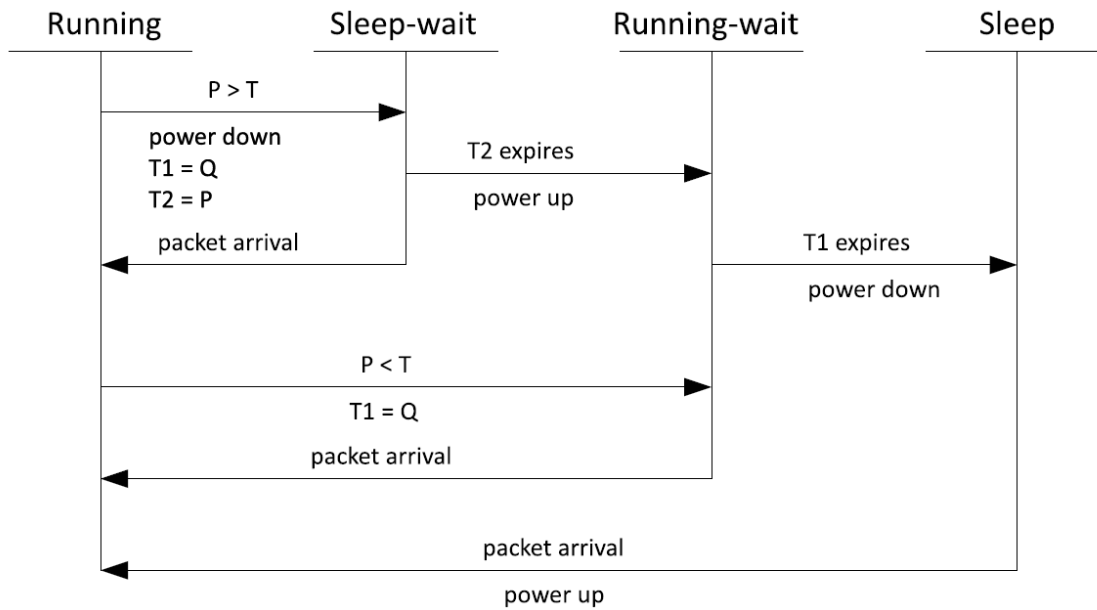 Running
Sleep-wait
Running-wait
Sleep
P > T
power down
T1 = Q
T2 = P
T2 expires
power up
packet arrival
T1 expires
power down
P < T
T1 = Q
packet arrival
packet arrival
power up